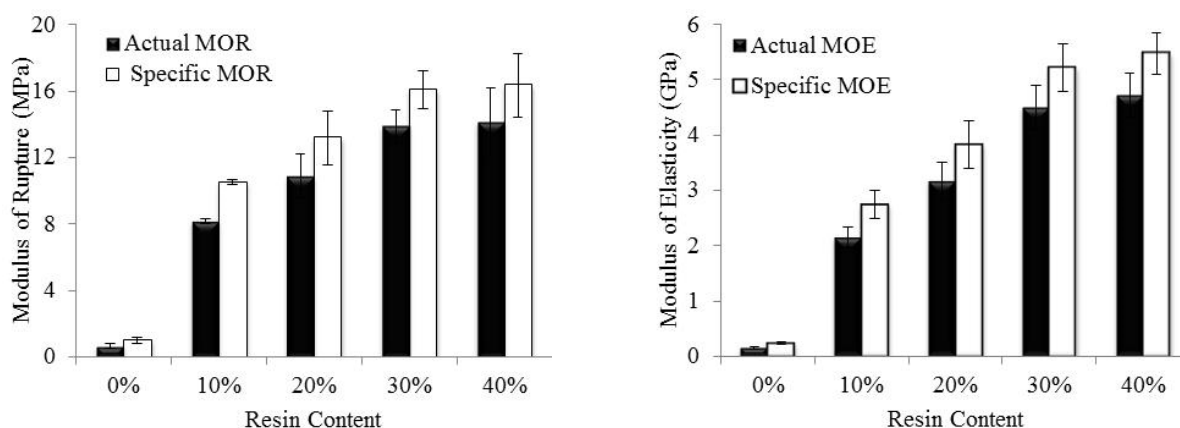 Modulus of Rupture (MPa)
20
16
12
8
4
0
Actual MOR
Specific MOR
0% 10% 20% 30% 40%
Resin Content
Modulus of Elasticity (GPa)
6
5
4
3
2
1
0
Actual MOE
Specific MOE
0% 10% 20% 30% 40%
Resin Content